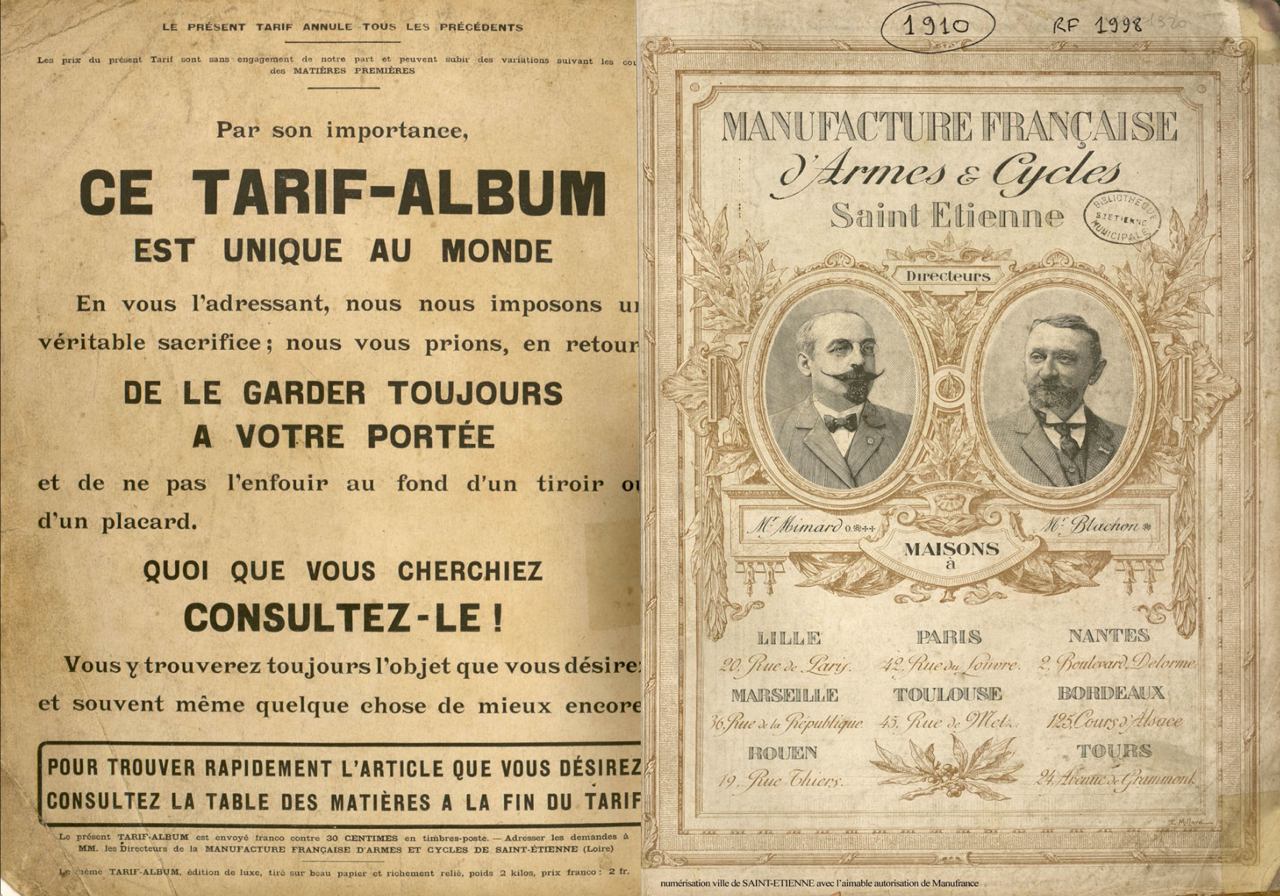 LE PRÉSENT TARIF ANNULE TOUS LES PRÉCÉDENTS
Les prix du présent Tarif sont sans engagement de notre part et peuvent subir des variations suivant les cou
des MATIÈRES PREMIÈRES
Par son importance,
CE TARIF-ALBUM
EST UNIQUE AU MONDE
En vous l'adressant, nous nous imposons un
véritable sacrifice; nous vous prions, en retour
DE LE GARDER TOUJOURS
A VOTRE PORTÉE
et de ne pas l'enfouir au fond d'un tiroir ou
d'un placard.
QUOI QUE VOUS CHERCHIEZ
CONSULTEZ-LE !
Vous y trouverez toujours l'objet que vous désirez
et souvent même quelque chose de mieux encore
POUR TROUVER RAPIDEMENT L'ARTICLE QUE VOUS DÉSIREZ
CONSULTEZ LA TABLE DES MATIÈRES A LA FIN DU TARIF
Le présent TARIF-ALBUM est envoyé franco contre 30 CENTIMES en timbres-poste. — Adresser les demandes à
MM. les Directeurs de la MANUFACTURE FRANÇAISE D'ARMES ET CYCLES DE SAINT-ÉTIENNE (Loire)
Le même TARIF-ALBUM, édition de luxe, tiré sur beau papier et richement relié, poids 2 kilos, prix franco : 2 fr.
1910
RF 1998
MANUFACTURE FRANÇAISE
d'Armes & Cycles
Saint Etienne
BIBLIOTHEQUE
ST ETIENNE
MUNICIPALE
Directeurs
Mr Mimard
Mr Blachon
MAISONS
à
LILLE PARIS NANTES
20, Rue de Paris. 42, Rue du Louvre. 2, Boulevard Delorme
MARSEILLE TOULOUSE BORDEAUX
36, Rue de la République 45, Rue de Metz. 125, Cours d'Alsace
ROUEN TOURS
19, Rue Thiers. 24, Avenue de Grammont.
numérisation ville de SAINT-ETIENNE avec l'aimable autorisation de Manufrance